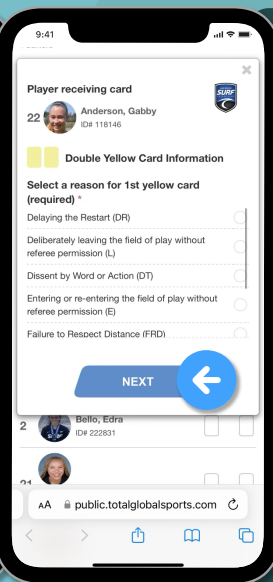 9:41
Player receiving card
SURF
22
Anderson, Gabby
ID# 118146
Double Yellow Card Information
Select a reason for 1st yellow card
(required) *
Delaying the Restart (DR)
Deliberately leaving the field of play without
referee permission (L)
Dissent by Word or Action (DT)
Entering or re-entering the field of play without
referee permission (E)
Failure to Respect Distance (FRD)
NEXT
2
Bello, Edra
ID# 222831
21
AA public.totalglobalsports.com